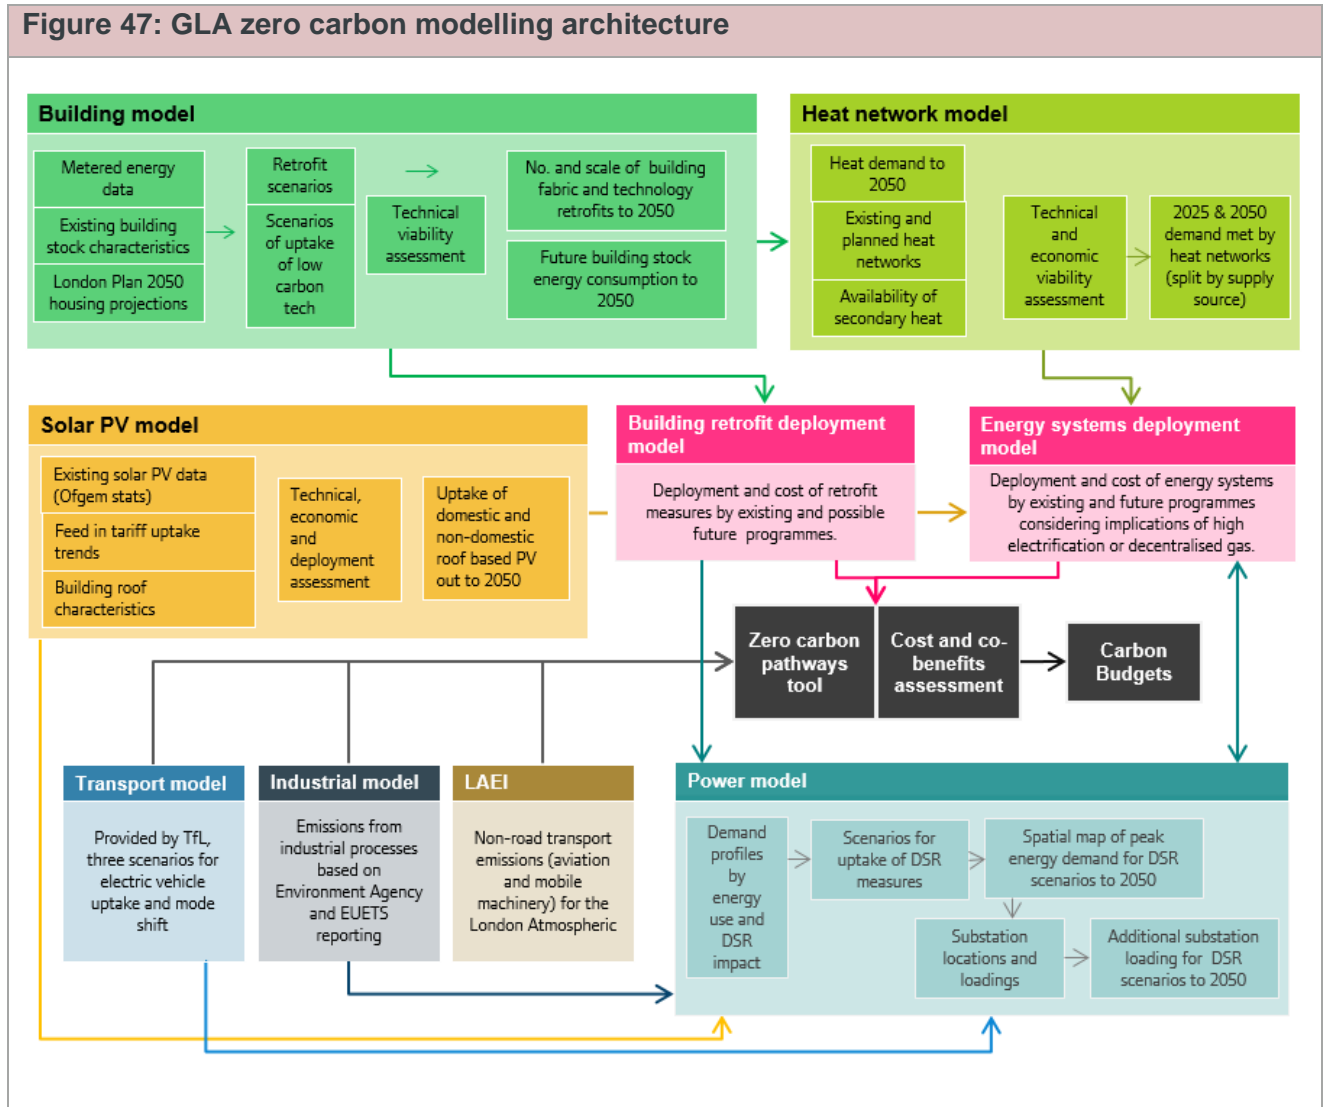 Figure 47: GLA zero carbon modelling architecture
Building model
Metered energy
data
Existing building
stock characteristics
London Plan 2050
housing projections
Retrofit
scenarios
Scenarios
of uptake
of low
carbon
tech
Technical
viability
assessment
No. and scale of building
fabric and technology
retrofits to 2050
Future building stock
energy consumption to
2050
Heat network model
Heat demand to
2050
Existing and
planned heat
networks
Availability of
secondary heat
Technical
and
economic
viability
assessment
2025 & 2050
demand met by
heat networks
(split by supply
source)
Solar PV model
Existing solar PV data
(Ofgem stats)
Feed in tariff uptake
trends
Building roof
characteristics
Technical,
economic
and
deployment
assessment
Uptake of
domestic and
non-domestic
roof based PV
out to 2050
Building retrofit deployment
model
Deployment and cost of retrofit
measures by existing and possible
future programmes.
Energy systems deployment
model
Deployment and cost of energy systems
by existing and future programmes
considering implications of high
electrification or decentralised gas.
Zero carbon
pathways
tool
Cost and co-
benefits
assessment
Carbon
Budgets
Transport model
Provided by TfL,
three scenarios for
electric vehicle
uptake and mode
shift
Industrial model
Emissions from
industrial processes
based on
Environment Agency
and EUETS
reporting
LAEI
Non-road transport
emissions (aviation
and mobile
machinery) for the
London Atmospheric
Power model
Demand
profiles
by
energy
use and
DSR
impact
Scenarios for
uptake of DSR
measures
Spatial map of peak
energy demand for DSR
scenarios to 2050
Substation
locations and
loadings
Additional substation
loading for DSR
scenarios to 2050